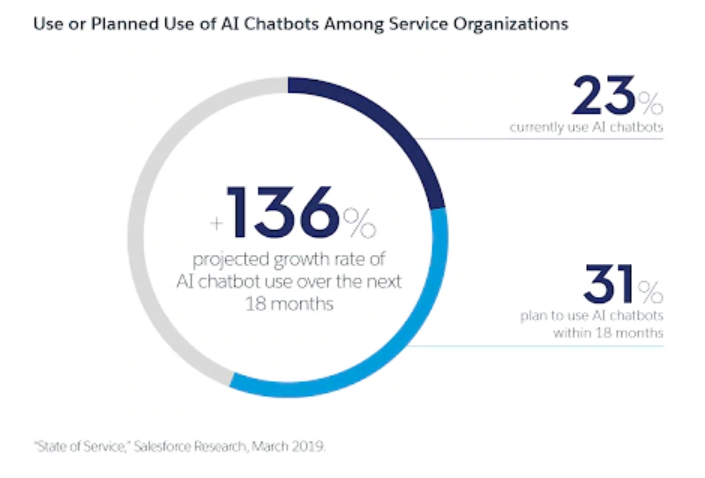 Use or Planned Use of AI Chatbots Among Service Organizations
23%
currently use AI chatbots
+136%
projected growth rate of
AI chatbot use over the next
18 months
31%
plan to use AI chatbots
within 18 months
"State of Service," Salesforce Research, March 2019.